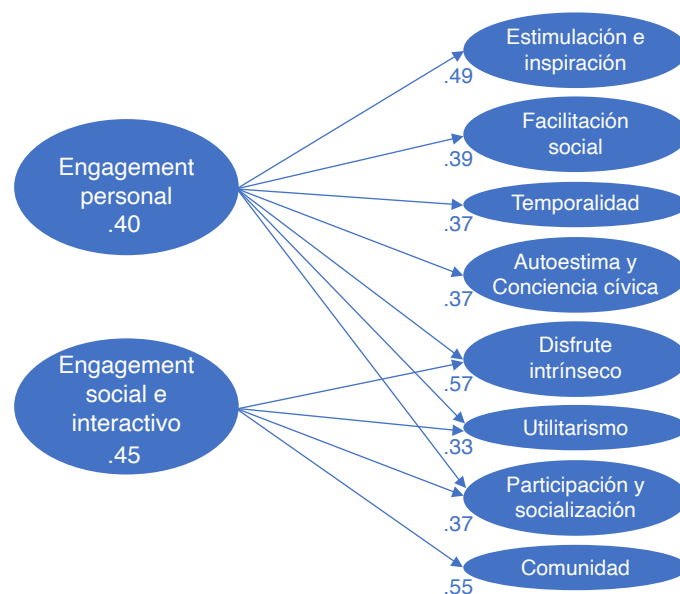 Estimulación e
inspiración
.49
Facilitación
social
.39
Engagement
personal
.40
Temporalidad
.37
Autoestima y
Conciencia cívica
.37
Disfrute
intrínseco
.57
Engagement
social e
interactivo
.45
Utilitarismo
.33
Participación y
socialización
.37
Comunidad
.55